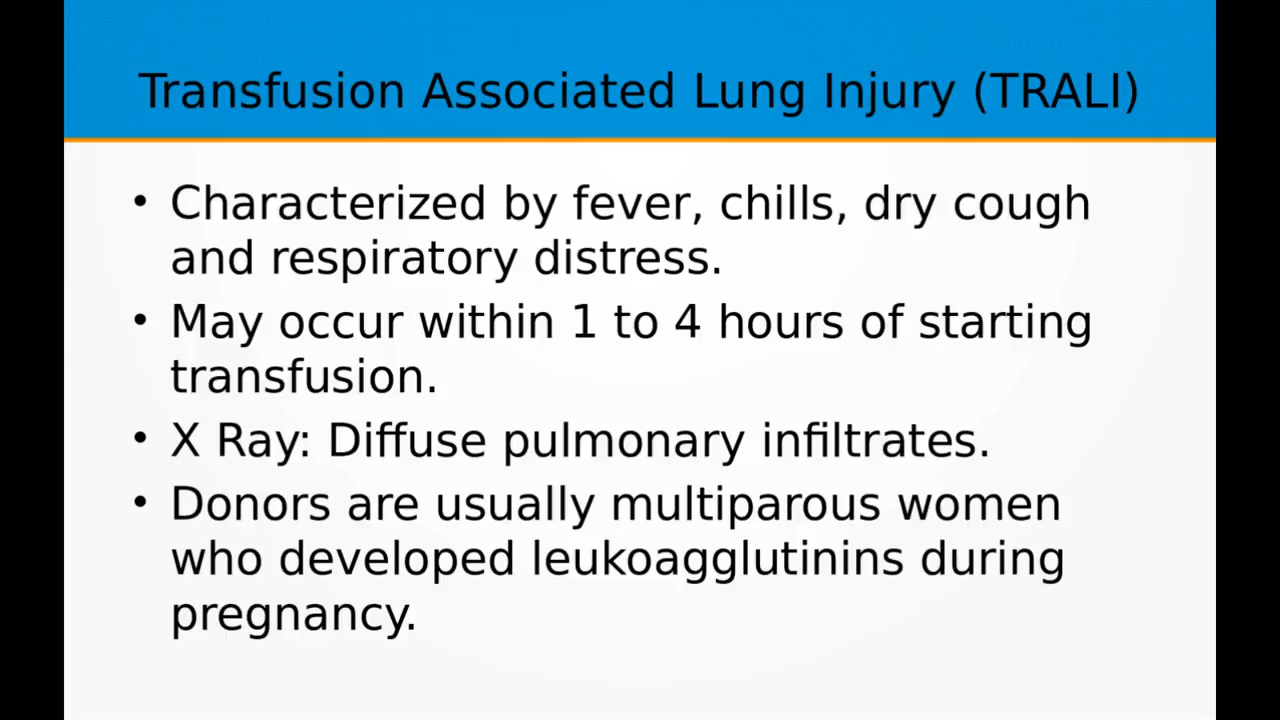 Transfusion Associated Lung Injury (TRALI)
• Characterized by fever, chills, dry cough
and respiratory distress.
• May occur within 1 to 4 hours of starting
transfusion.
• X Ray: Diffuse pulmonary infiltrates.
• Donors are usually multiparous women
who developed leukoagglutinins during
pregnancy.